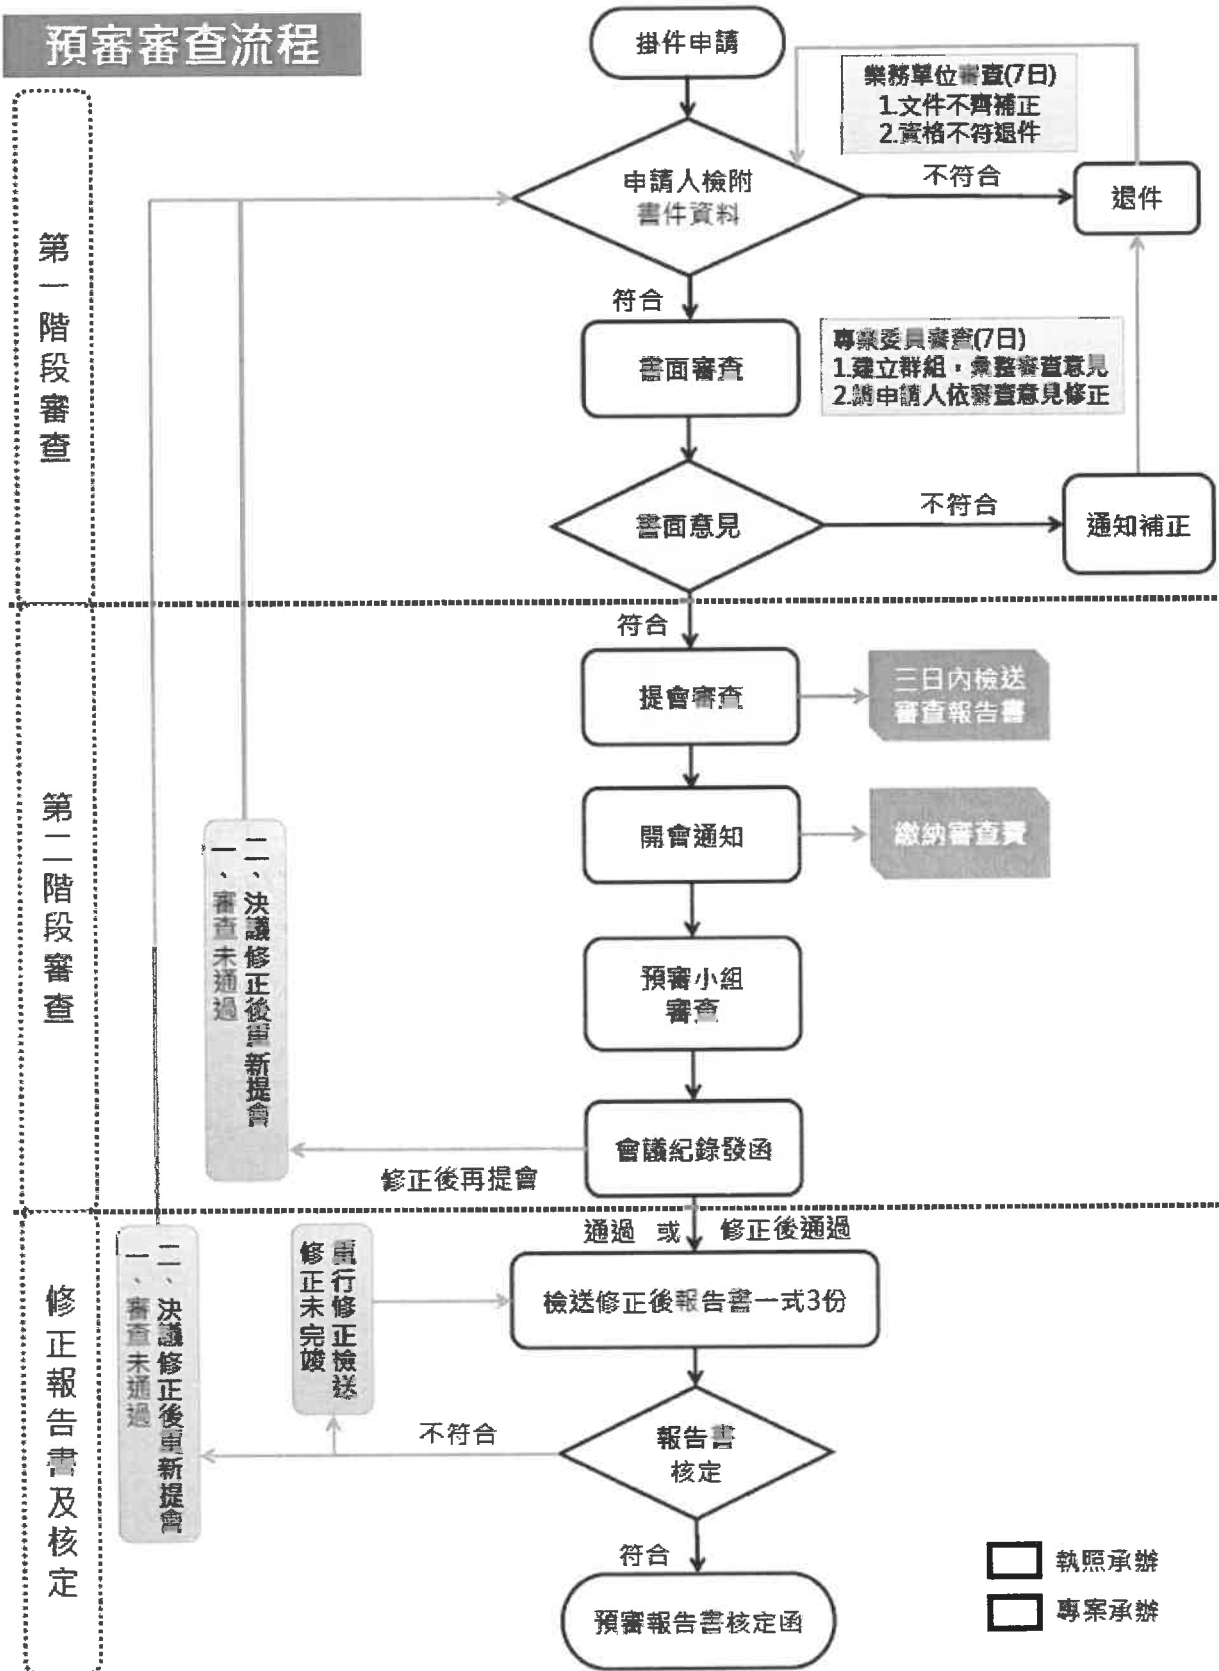 預審審查流程
掛件申請
業務單位審查(7日)
1.文件不齊補正
2.資格不符退件
申請人檢附
書件資料
不符合
退件
第一階段審查
符合
書面審查
專業委員審查(7日)
1.建立群組，彙整審查意見
2.請申請人依審查意見修正
書面意見
不符合
通知補正
符合
第二階段審查
提會審查
三日內檢送
審查報告書
開會通知
繳納審查費
一、審查未通過
二、決議修正後重新提會
預審小組
審查
會議紀錄發函
修正後再提會
通過 或 修正後通過
修正報告書及核定
一、審查未通過
二、決議修正後重新提會
修正未完竣
重行修正檢送
檢送修正後報告書一式3份
不符合
報告書
核定
符合
預審報告書核定函
執照承辦
專案承辦